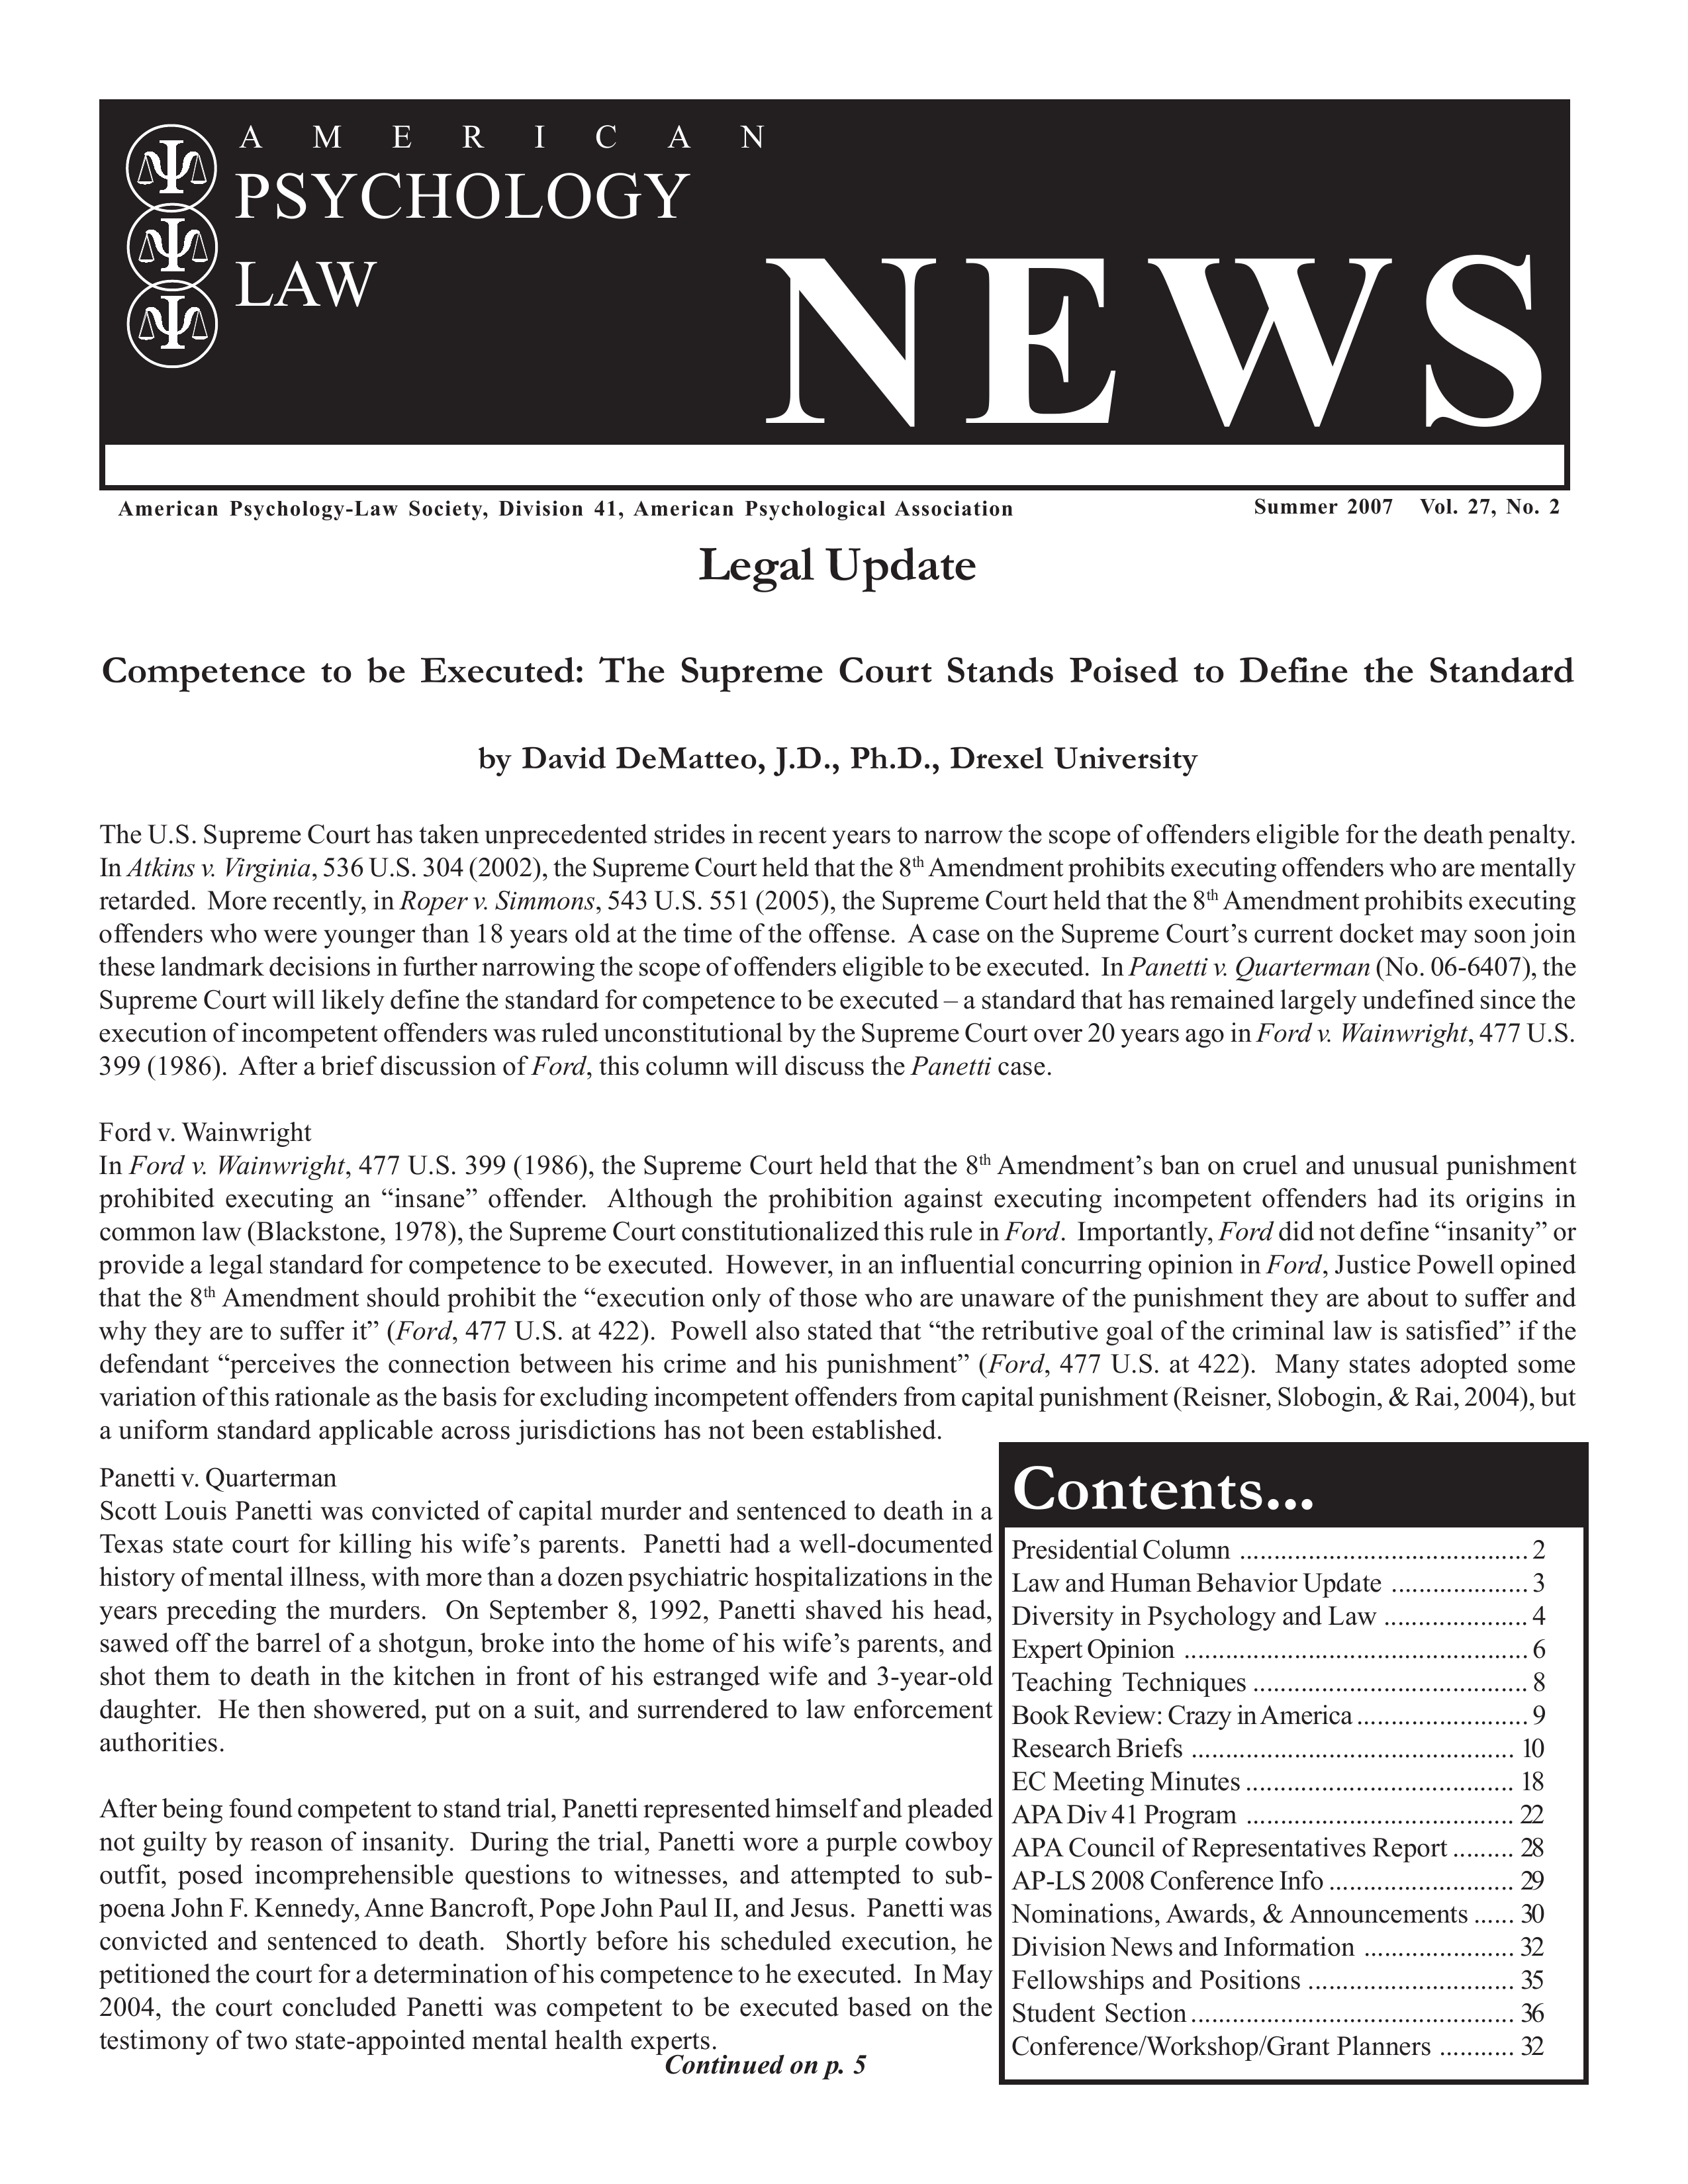 A M E R I C A N
PSYCHOLOGY
LAW
NEWS
American Psychology-Law Society, Division 41, American Psychological Association
Summer 2007 Vol. 27, No. 2
Legal Update
Competence to be Executed: The Supreme Court Stands Poised to Define the Standard
by David DeMatteo, J.D., Ph.D., Drexel University
The U.S. Supreme Court has taken unprecedented strides in recent years to narrow the scope of offenders eligible for the death penalty.
In Atkins v. Virginia, 536 U.S. 304 (2002), the Supreme Court held that the 8th Amendment prohibits executing offenders who are mentally
retarded. More recently, in Roper v. Simmons, 543 U.S. 551 (2005), the Supreme Court held that the 8th Amendment prohibits executing
offenders who were younger than 18 years old at the time of the offense. A case on the Supreme Court’s current docket may soon join
these landmark decisions in further narrowing the scope of offenders eligible to be executed. In Panetti v. Quarterman (No. 06-6407), the
Supreme Court will likely define the standard for competence to be executed – a standard that has remained largely undefined since the
execution of incompetent offenders was ruled unconstitutional by the Supreme Court over 20 years ago in Ford v. Wainwright, 477 U.S.
399 (1986). After a brief discussion of Ford, this column will discuss the Panetti case.
Ford v. Wainwright
In Ford v. Wainwright, 477 U.S. 399 (1986), the Supreme Court held that the 8th Amendment’s ban on cruel and unusual punishment
prohibited executing an “insane” offender. Although the prohibition against executing incompetent offenders had its origins in
common law (Blackstone, 1978), the Supreme Court constitutionalized this rule in Ford. Importantly, Ford did not define “insanity” or
provide a legal standard for competence to be executed. However, in an influential concurring opinion in Ford, Justice Powell opined
that the 8th Amendment should prohibit the “execution only of those who are unaware of the punishment they are about to suffer and
why they are to suffer it” (Ford, 477 U.S. at 422). Powell also stated that “the retributive goal of the criminal law is satisfied” if the
defendant “perceives the connection between his crime and his punishment” (Ford, 477 U.S. at 422). Many states adopted some
variation of this rationale as the basis for excluding incompetent offenders from capital punishment (Reisner, Slobogin, & Rai, 2004), but
a uniform standard applicable across jurisdictions has not been established.
Panetti v. Quarterman
Scott Louis Panetti was convicted of capital murder and sentenced to death in a
Texas state court for killing his wife’s parents. Panetti had a well-documented
history of mental illness, with more than a dozen psychiatric hospitalizations in the
years preceding the murders. On September 8, 1992, Panetti shaved his head,
sawed off the barrel of a shotgun, broke into the home of his wife’s parents, and
shot them to death in the kitchen in front of his estranged wife and 3-year-old
daughter. He then showered, put on a suit, and surrendered to law enforcement
authorities.
After being found competent to stand trial, Panetti represented himself and pleaded
not guilty by reason of insanity. During the trial, Panetti wore a purple cowboy
outfit, posed incomprehensible questions to witnesses, and attempted to sub-
poena John F. Kennedy, Anne Bancroft, Pope John Paul II, and Jesus. Panetti was
convicted and sentenced to death. Shortly before his scheduled execution, he
petitioned the court for a determination of his competence to he executed. In May
2004, the court concluded Panetti was competent to be executed based on the
testimony of two state-appointed mental health experts.
Continued on p. 5
Contents...
Presidential Column .......................................... 2
Law and Human Behavior Update .................... 3
Diversity in Psychology and Law ..................... 4
Expert Opinion .................................................. 6
Teaching Techniques ........................................ 8
Book Review: Crazy in America ......................... 9
Research Briefs ............................................... 10
EC Meeting Minutes ....................................... 18
APA Div 41 Program ....................................... 22
APA Council of Representatives Report ......... 28
AP-LS 2008 Conference Info ........................... 29
Nominations, Awards, & Announcements ...... 30
Division News and Information ...................... 32
Fellowships and Positions .............................. 35
Student Section ............................................... 36
Conference/Workshop/Grant Planners ........... 32